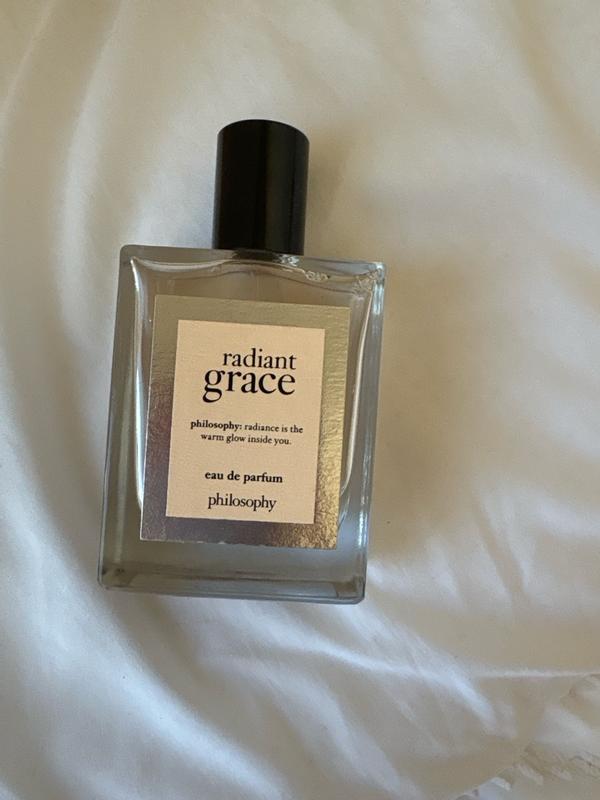 radiant
grace
philosophy: radiance is the
warm glow inside you.
eau de parfum
philosophy